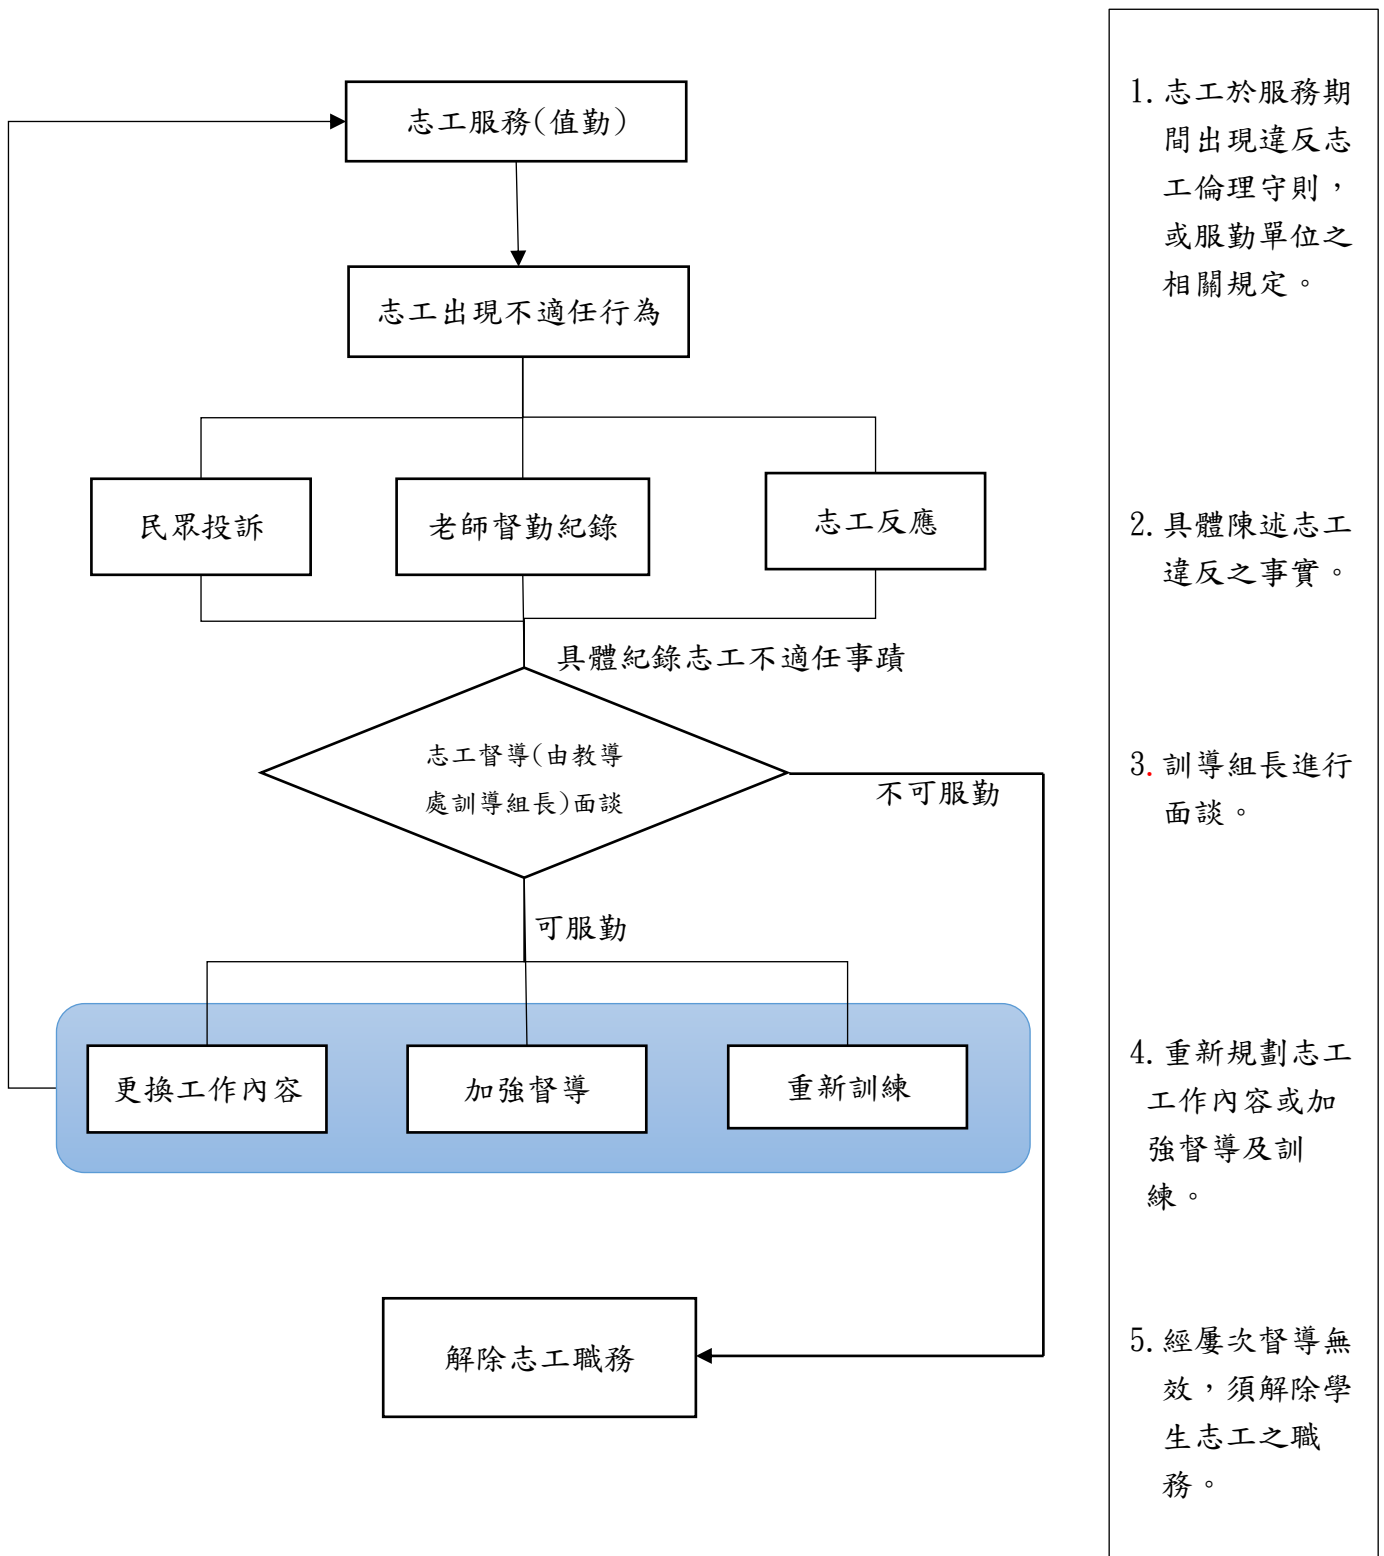 志工服務(值勤)
志工出現不適任行為
民眾投訴
老師督勤紀錄
志工反應
具體紀錄志工不適任事蹟
志工督導(由教導
處訓導組長)面談
不可服勤
可服勤
更換工作內容
加強督導
重新訓練
解除志工職務
1. 志工於服務期
間出現違反志
工倫理守則，
或服勤單位之
相關規定。
2. 具體陳述志工
違反之事實。
3. 訓導組長進行
面談。
4. 重新規劃志工
工作內容或加
強督導及訓
練。
5. 經屢次督導無
效，須解除學
生志工之職
務。